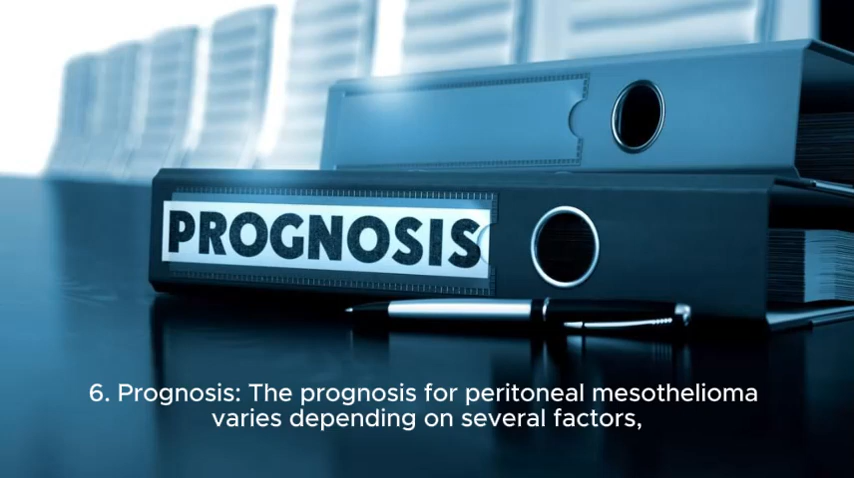 PROGNOSIS
6. Prognosis: The prognosis for peritoneal mesothelioma
varies depending on several factors,